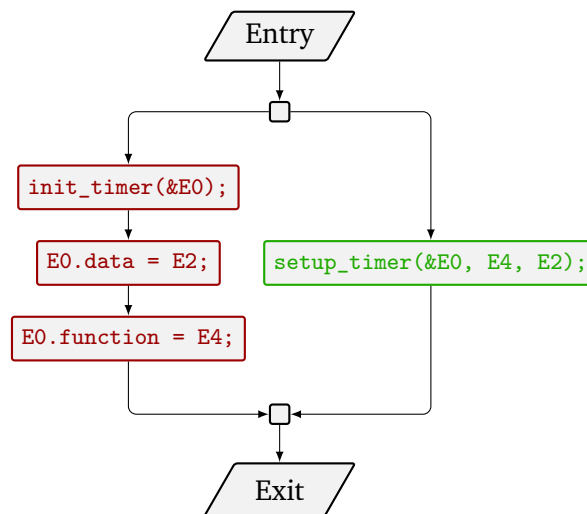 Entry
init_timer(&E0);
E0.data = E2;
setup_timer(&E0, E4, E2);
E0.function = E4;
Exit